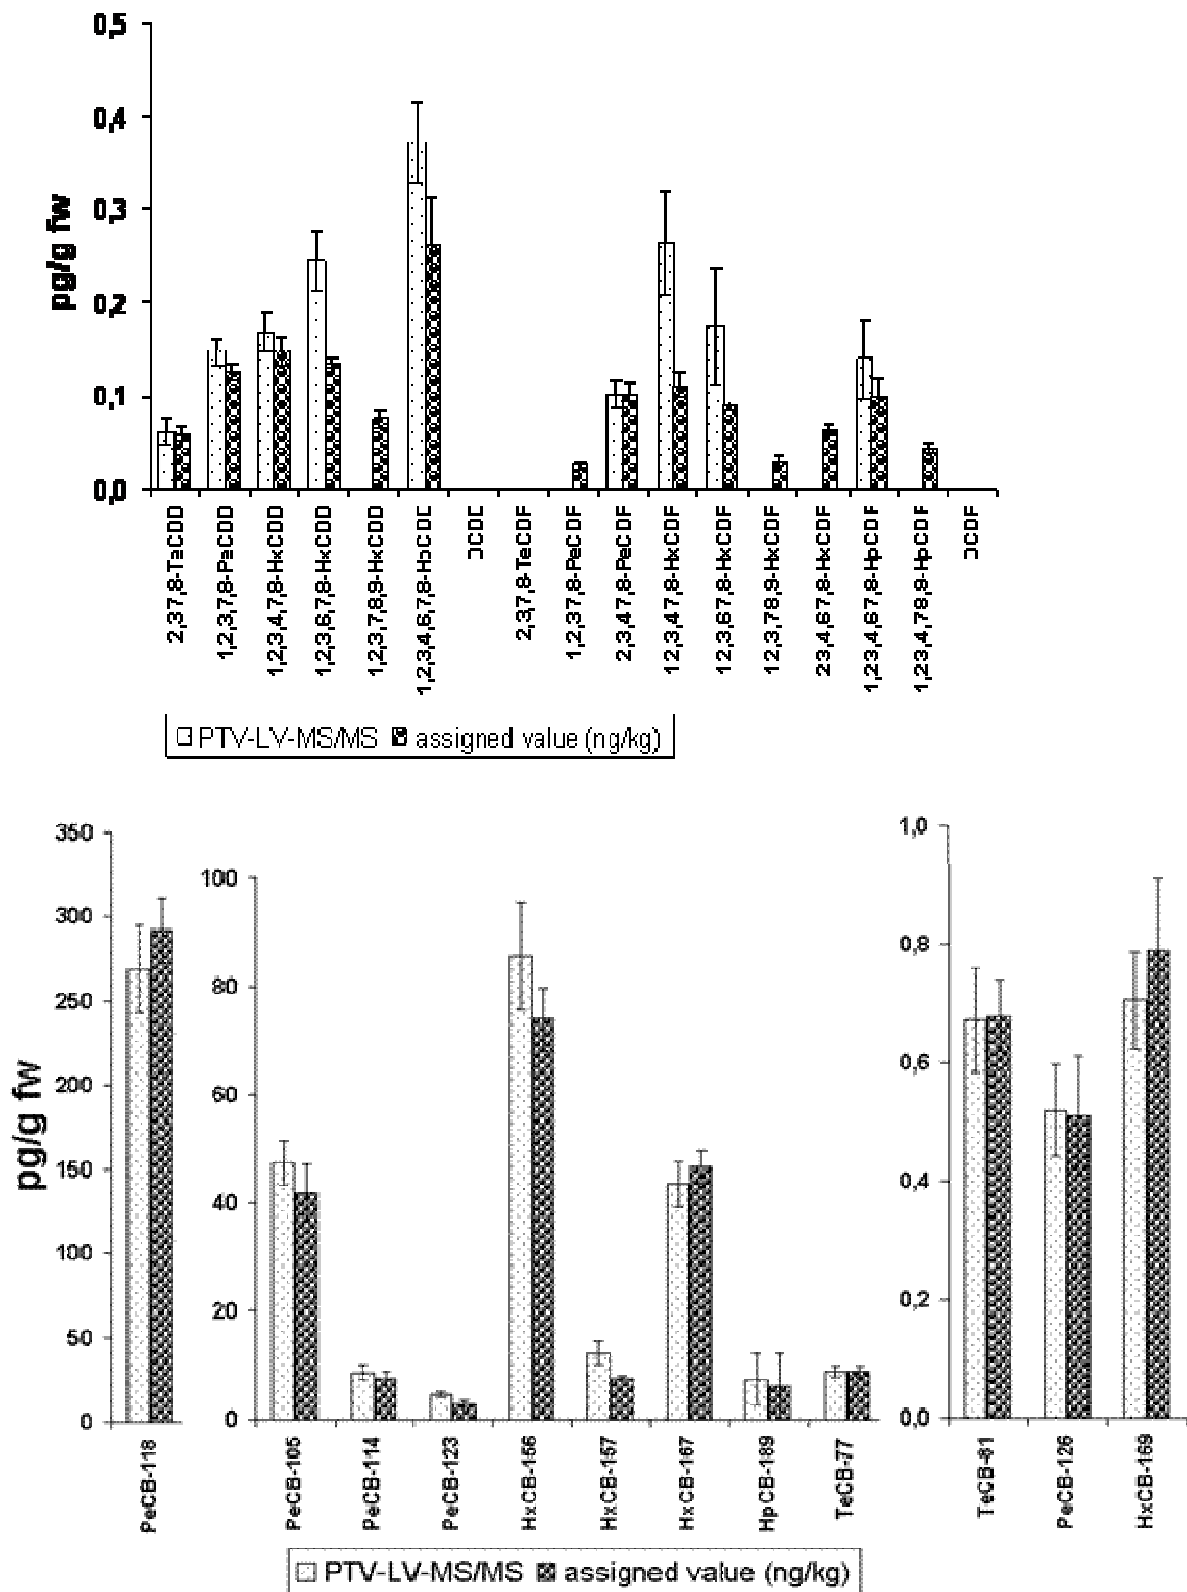 0,5
0,4
0,3
0,2
0,1
0,0
pg/g fw
2,3,7,8-TeCDD
1,2,3,7,8-PeCDD
1,2,3,4,7,8-HxCDD
1,2,3,6,7,8-HxCDD
1,2,3,7,8,9-HxCDD
1,2,3,4,6,7,8-HpCDD
OCDD
2,3,7,8-TeCDF
1,2,3,7,8-PeCDF
2,3,4,7,8-PeCDF
1,2,3,4,7,8-HxCDF
1,2,3,6,7,8-HxCDF
1,2,3,7,8,9-HxCDF
2,3,4,6,7,8-HxCDF
1,2,3,4,6,7,8-HpCDF
1,2,3,4,7,8,9-HpCDF
OCDF
PTV-LV-MS/MS assigned value (ng/kg)
350
300
250
200
150
100
50
0
pg/g fw
PeCB-118
100
80
60
40
20
0
PeCB-105
PeCB-114
PeCB-123
HxCB-156
HxCB-157
HxCB-167
HpCB-189
TeCB-77
1,0
0,8
0,6
0,4
0,2
0,0
TeCB-81
PeCB-126
HxCB-169
PTV-LV-MS/MS assigned value (ng/kg)